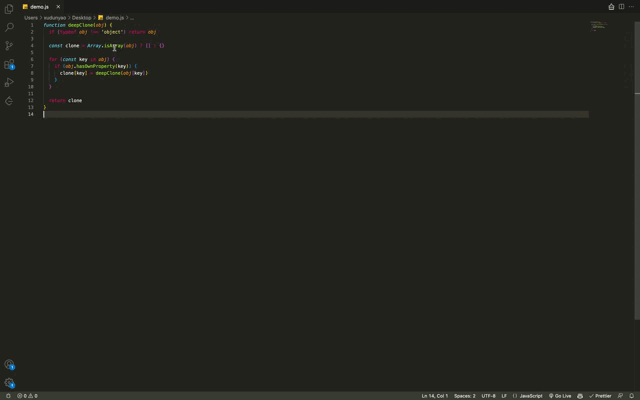 demo.js
Users > xudunyao > Desktop > demo.js > ...
1 function deepClone(obj) {
2 if (typeof obj !== "object") return obj
3
4 const clone = Array.isArray(obj) ? [] : {}
5
6 for (const key in obj) {
7 if (obj.hasOwnProperty(key)) {
8 clone[key] = deepClone(obj[key])
9 }
10 }
11
12 return clone
13 }
14
0 0 Ln 14, Col 1 Spaces: 2 UTF-8 LF JavaScript Go Live Prettier